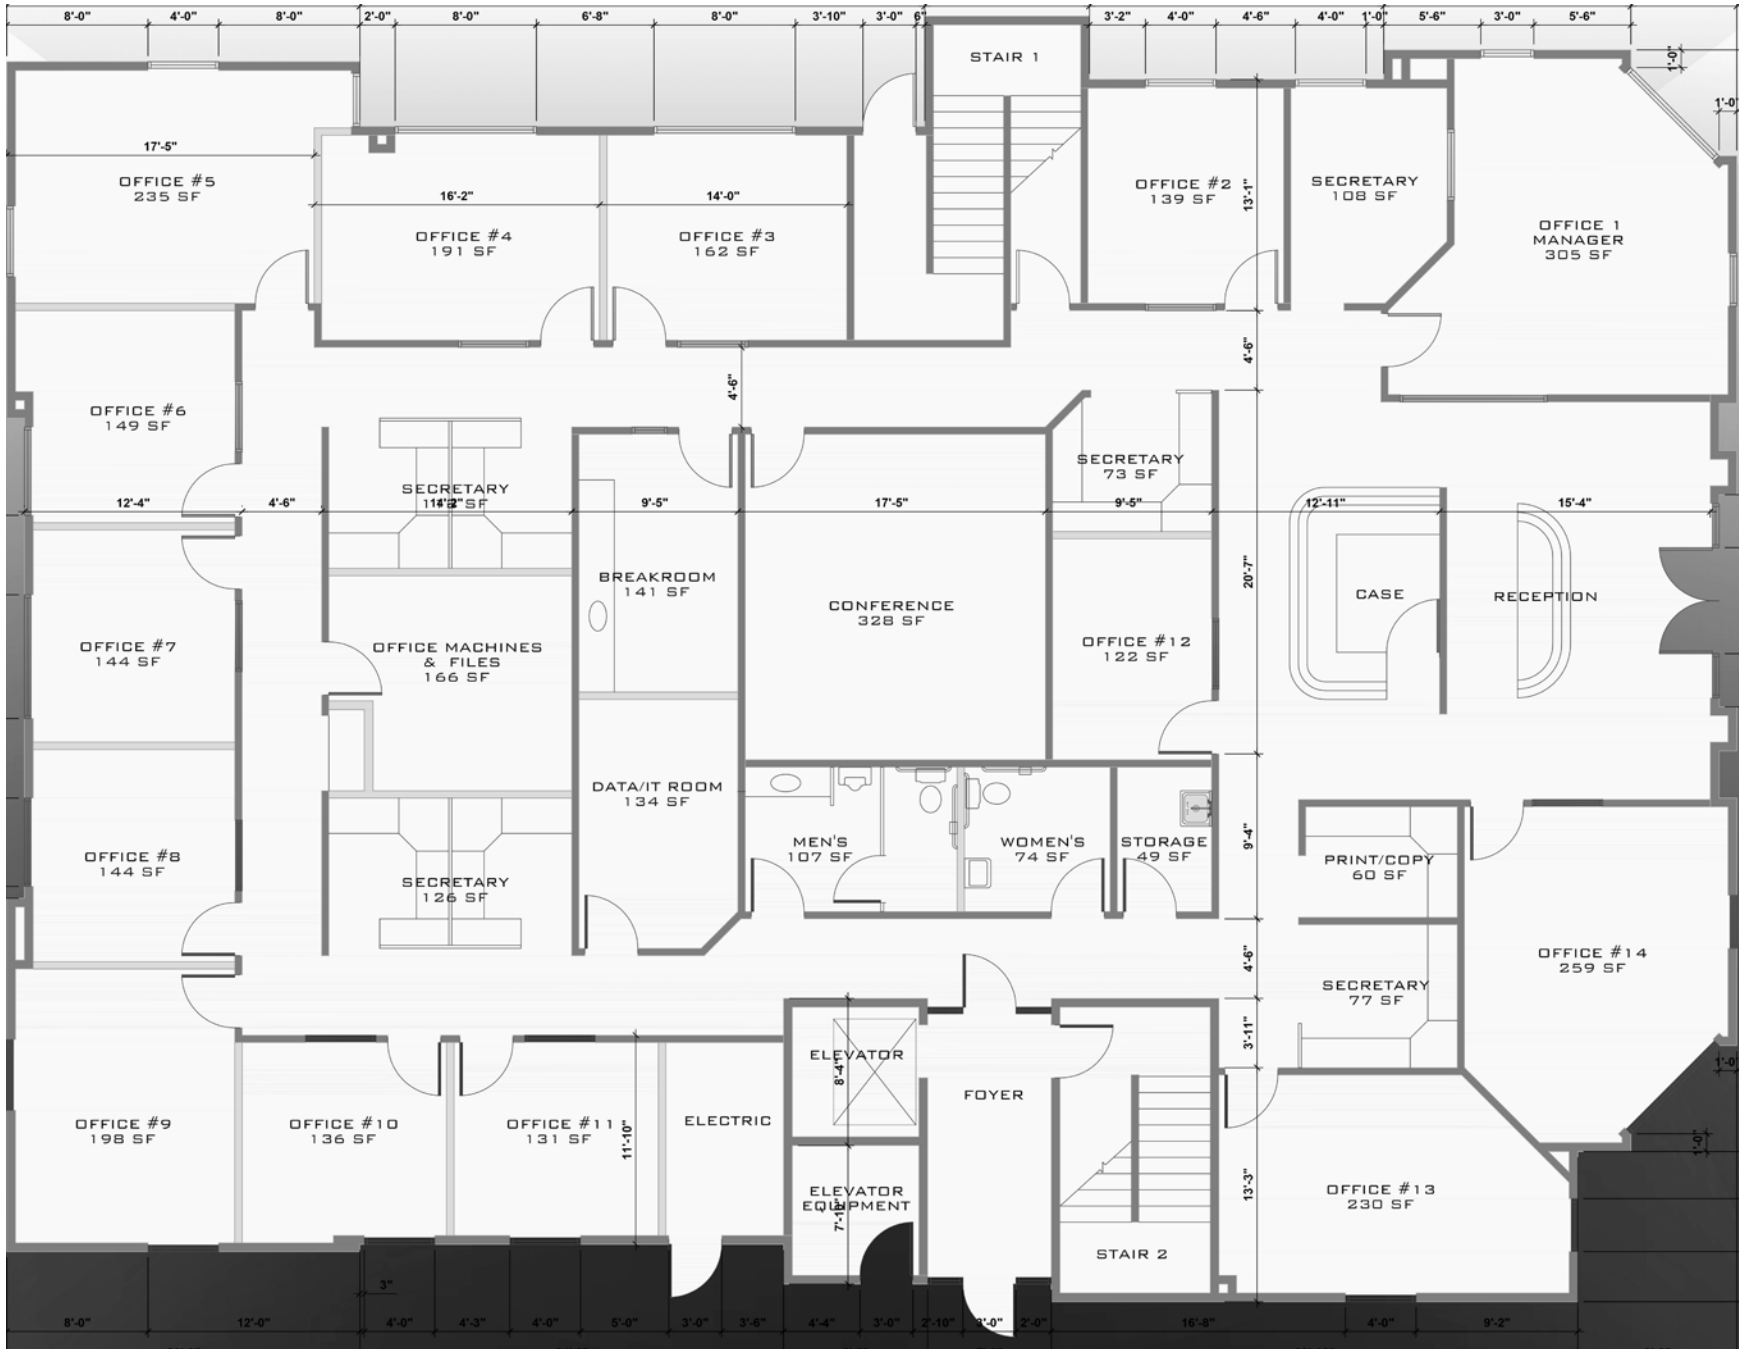 8'-0" 4'-0" 8'-0" 2'-0" 8'-0" 6'-8" 8'-0" 3'-10" 3'-0" 6" 3'-2" 4'-0" 4'-6" 4'-0" 1'-0" 5'-6" 3'-0" 5'-6"
1'-0"
1'-0"
STAIR 1
17'-5"
OFFICE #5
235 SF
16'-2"
OFFICE #4
191 SF
14'-0"
OFFICE #3
162 SF
OFFICE #2
139 SF
13'-1"
SECRETARY
108 SF
OFFICE 1
MANAGER
305 SF
4'-6"
4'-6"
OFFICE #6
149 SF
SECRETARY
SF
SECRETARY
73 SF
12'-4" 4'-6" 14'-2" 9'-5" 17'-5" 9'-5" 12'-11" 15'-4"
20'-7"
BREAKROOM
141 SF
CONFERENCE
328 SF
CASE
RECEPTION
OFFICE #7
144 SF
OFFICE MACHINES
& FILES
166 SF
OFFICE #12
122 SF
DATA/IT ROOM
134 SF
OFFICE #8
144 SF
SECRETARY
126 SF
MEN'S
107 SF
WOMEN'S
74 SF
STORAGE
49 SF
9'-4"
PRINT/COPY
60 SF
4'-6"
OFFICE #14
259 SF
SECRETARY
77 SF
3'-11"
1'-0"
ELEVATOR
8'-4"
FOYER
OFFICE #9
198 SF
OFFICE #10
136 SF
OFFICE #11
131 SF
11'-10"
ELECTRIC
1'-0"
ELEVATOR
EQUIPMENT
7'-10"
13'-3"
OFFICE #13
230 SF
STAIR 2
3"
8'-0" 12'-0" 4'-0" 4'-3" 4'-0" 5'-0" 3'-0" 3'-6" 4'-4" 3'-0" 2'-10" 3'-0" 2'-0" 16'-8" 4'-0" 9'-2"